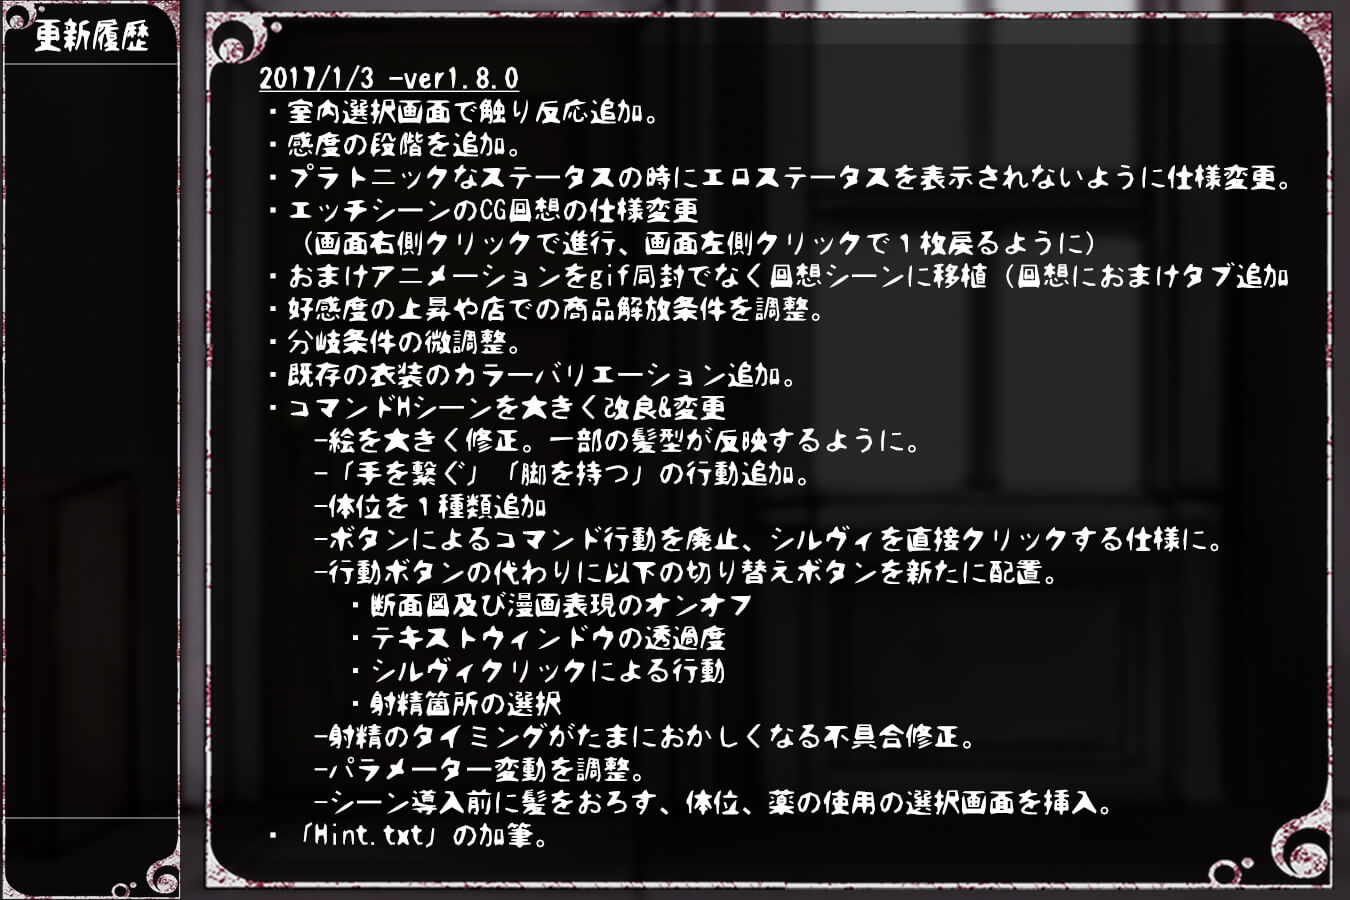 更新履歴
2017/1/3 -ver1.8.0
・室内選択画面で触り反応追加。
・感度の段階を追加。
・プラトニックなステータスの時にエロステータスを表示されないように仕様変更。
・エッチシーンのCG回想の仕様変更
（画面右側クリックで進行、画面左側クリックで１枚戻るように）
・おまけアニメーションをgif同封でなく回想シーンに移植（回想におまけタブ追加
・好感度の上昇や店での商品解放条件を調整。
・分岐条件の微調整。
・既存の衣装のカラーバリエーション追加。
・コマンドHシーンを大きく改良&変更
-絵を大きく修正。一部の髪型が反映するように。
-「手を繋ぐ」「脚を持つ」の行動追加。
-体位を１種類追加
-ボタンによるコマンド行動を廃止、シルヴィを直接クリックする仕様に。
-行動ボタンの代わりに以下の切り替えボタンを新たに配置。
・断面図及び漫画表現のオンオフ
・テキストウィンドウの透過度
・シルヴィクリックによる行動
・射精箇所の選択
-射精のタイミングがたまにおかしくなる不具合修正。
-パラメーター変動を調整。
-シーン導入前に髪をおろす、体位、薬の使用の選択画面を挿入。
・「Hint.txt」の加筆。